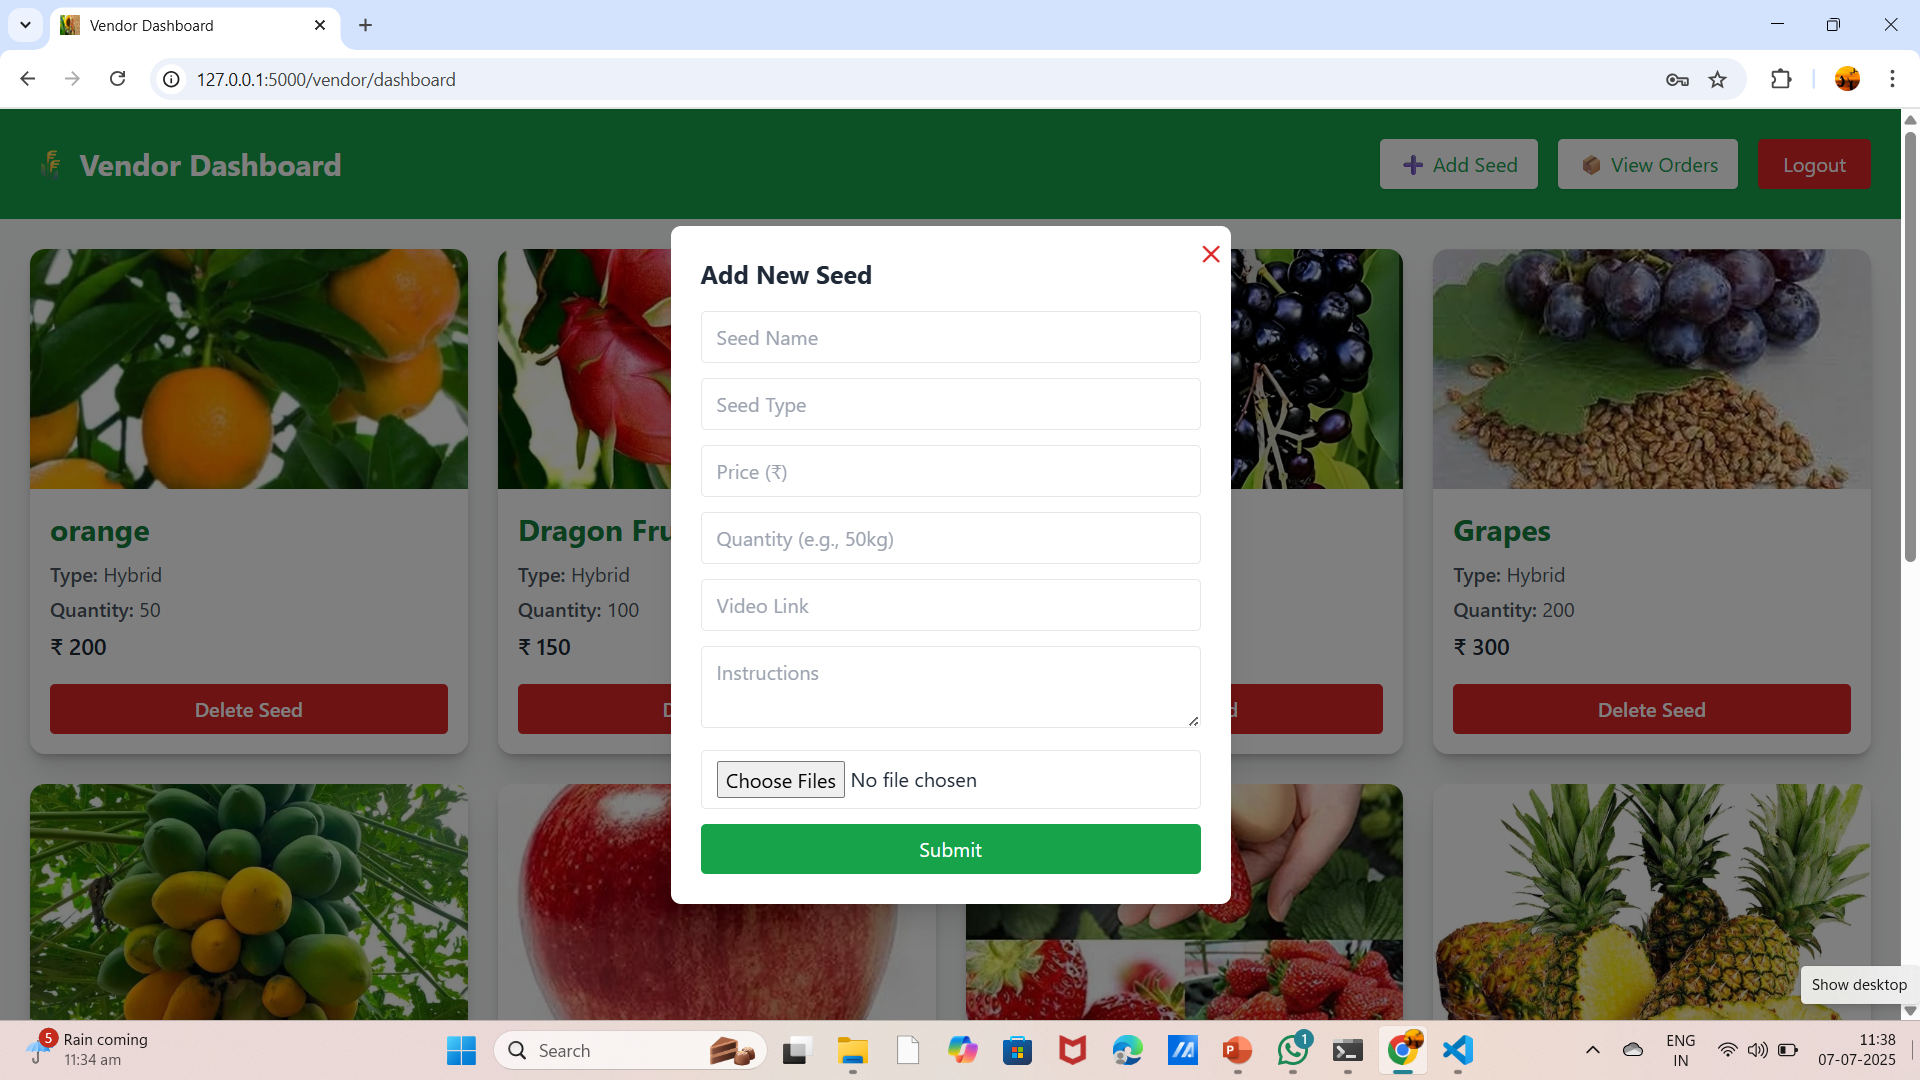 Vendor Dashboard
127.0.0.1:5000/vendor/dashboard
Vendor Dashboard
Add Seed
View Orders
Logout
Add New Seed
Seed Name
Seed Type
Price (₹)
Quantity (e.g., 50kg)
Video Link
Instructions
Choose Files No file chosen
Submit
orange
Type: Hybrid
Quantity: 50
₹ 200
Delete Seed
Dragon Fru
Type: Hybrid
Quantity: 100
₹ 150
D
d
Grapes
Type: Hybrid
Quantity: 200
₹ 300
Delete Seed
Show desktop
5
Rain coming
11:34 am
Search
1
ENG
IN
11:38
07-07-2025